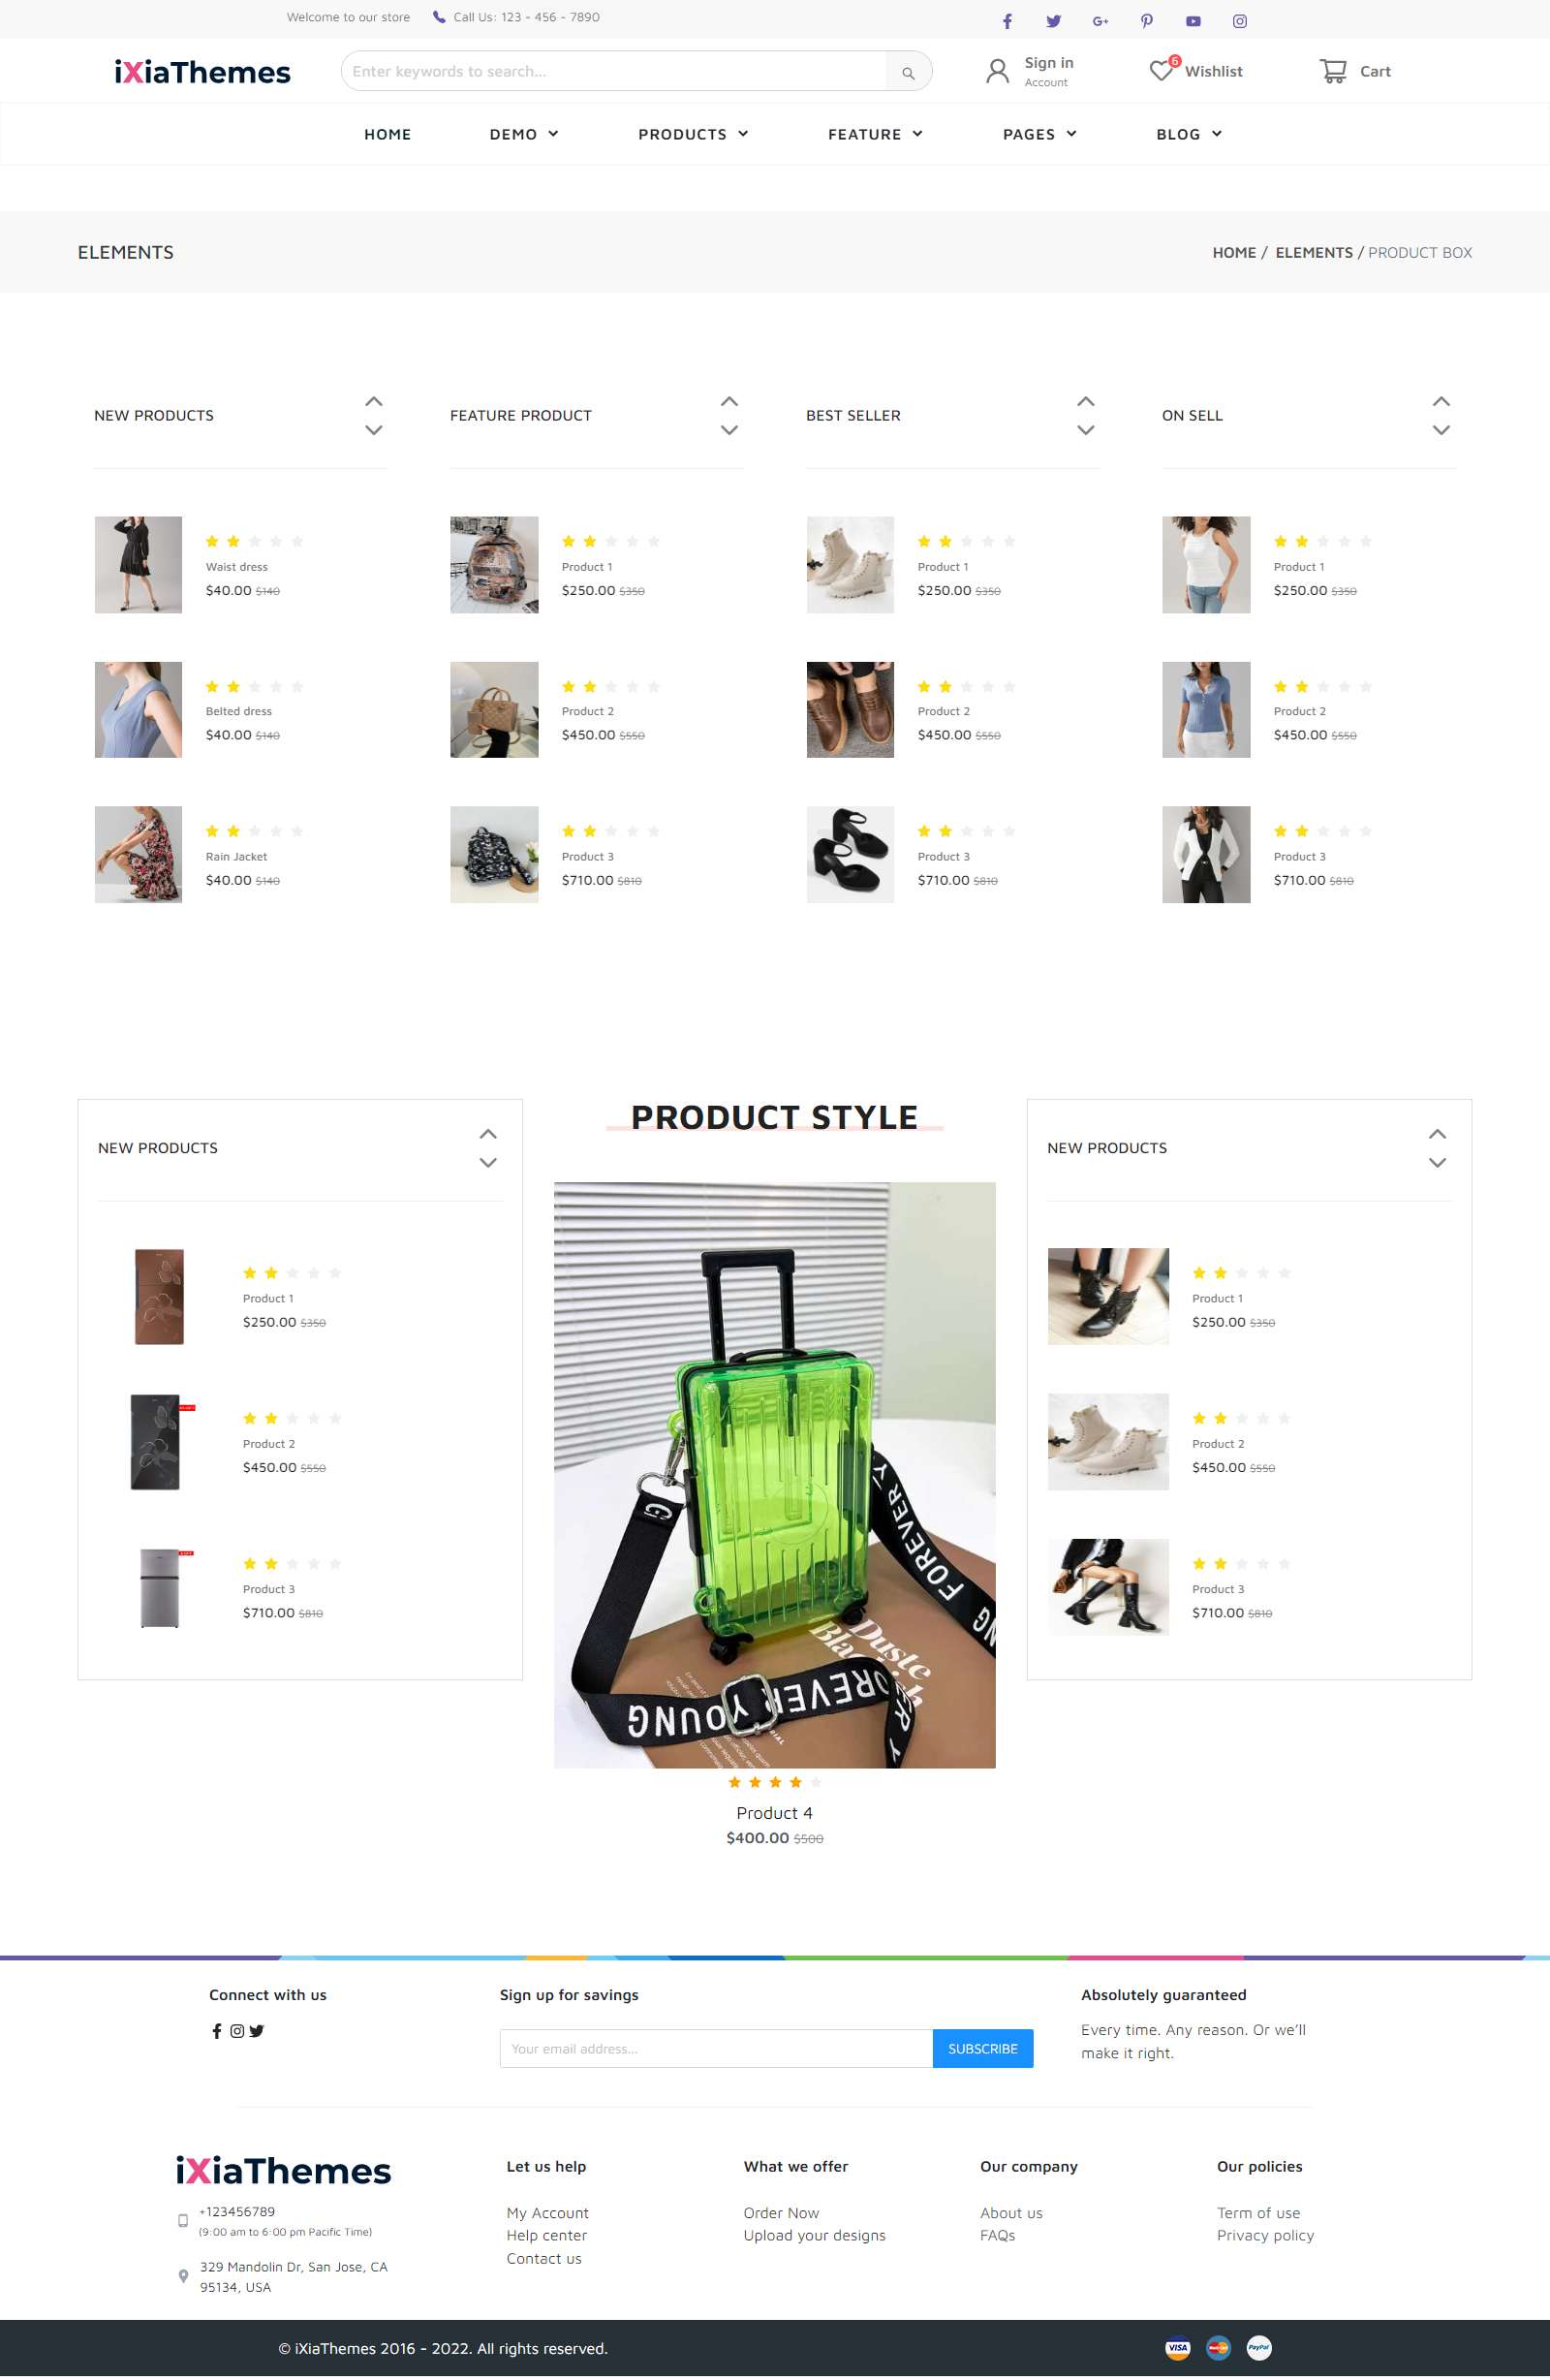 Welcome to our store
Call Us: 123 - 456 - 7890
iXiaThemes
Enter keywords to search...
Sign in
Account
6
Wishlist
Cart
HOME
DEMO
PRODUCTS
FEATURE
PAGES
BLOG
ELEMENTS
HOME / ELEMENTS / PRODUCT BOX
NEW PRODUCTS
Waist dress
$40.00 $140
Belted dress
$40.00 $140
Rain Jacket
$40.00 $140
FEATURE PRODUCT
Product 1
$250.00 $350
Product 2
$450.00 $550
Product 3
$710.00 $810
BEST SELLER
Product 1
$250.00 $350
Product 2
$450.00 $550
Product 3
$710.00 $810
ON SELL
Product 1
$250.00 $350
Product 2
$450.00 $550
Product 3
$710.00 $810
NEW PRODUCTS
Product 1
$250.00 $350
Product 2
$450.00 $550
Product 3
$710.00 $810
PRODUCT STYLE
FOREVER Y
FOREVER YOUNG
Duste
Product 4
$400.00 $500
NEW PRODUCTS
Product 1
$250.00 $350
Product 2
$450.00 $550
Product 3
$710.00 $810
Connect with us
Sign up for savings
Your email address...
SUBSCRIBE
Absolutely guaranteed
Every time. Any reason. Or we’ll
make it right.
iXiaThemes
+123456789
(9:00 am to 6:00 pm Pacific Time)
329 Mandolin Dr, San Jose, CA
95134, USA
Let us help
My Account
Help center
Contact us
What we offer
Order Now
Upload your designs
Our company
About us
FAQs
Our policies
Term of use
Privacy policy
© iXiaThemes 2016 - 2022. All rights reserved.
VISA
MasterCard
PayPal